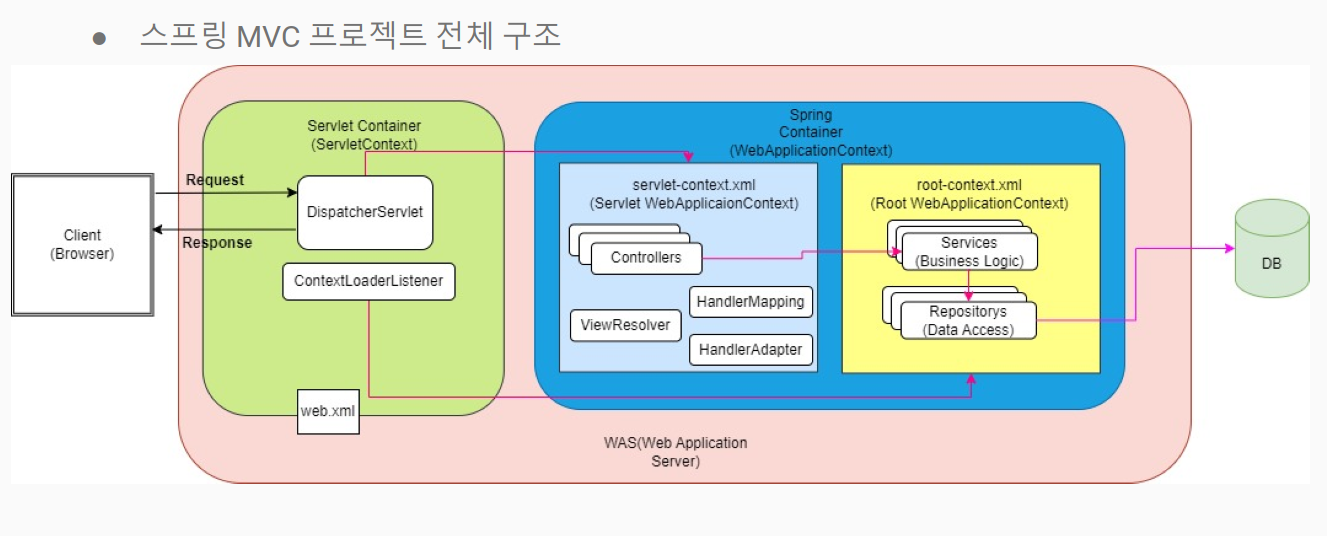 ● 스프링 MVC 프로젝트 전체 구조
Client
(Browser)
Request
Response
Servlet Container
(ServletContext)
DispatcherServlet
ContextLoaderListener
web.xml
Spring
Container
(WebApplicationContext)
servlet-context.xml
(Servlet WebApplicaionContext)
Controllers
HandlerMapping
ViewResolver
HandlerAdapter
root-context.xml
(Root WebApplicationContext)
Services
(Business Logic)
Repositorys
(Data Access)
DB
WAS(Web Application
Server)